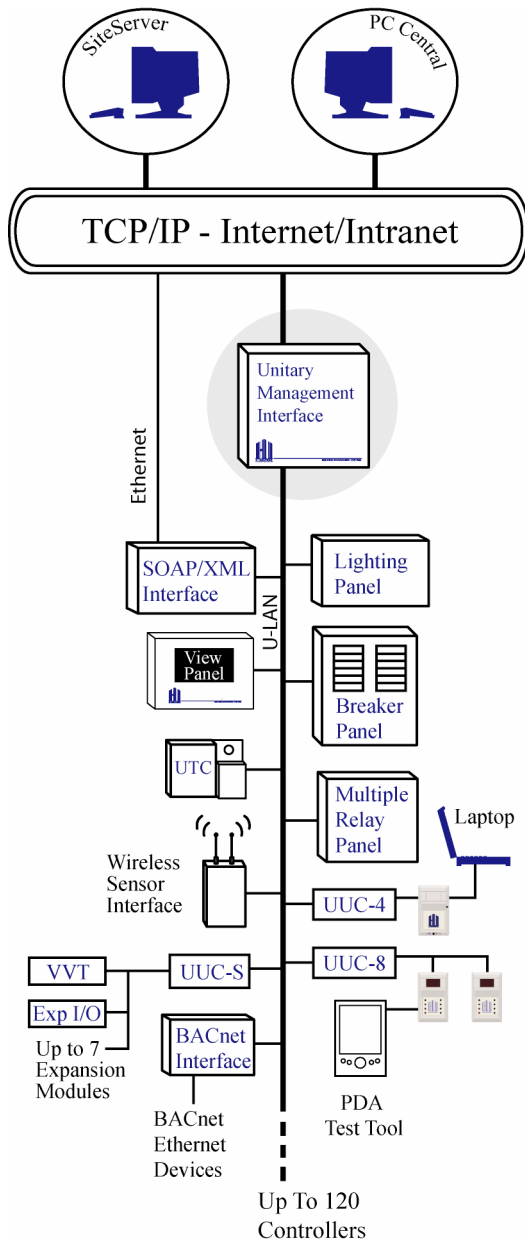 SiteServer
PC Central
TCP/IP - Internet/Intranet
Unitary
Management
Interface
Ethernet
SOAP/XML
Interface
U-LAN
Lighting
Panel
View
Panel
Breaker
Panel
UTC
Multiple
Relay
Panel
Laptop
Wireless
Sensor
Interface
UUC-4
VVT
UUC-S
UUC-8
Exp I/O
Up to 7
Expansion
Modules
BACnet
Interface
BACnet
Ethernet
Devices
PDA
Test Tool
Up To 120
Controllers